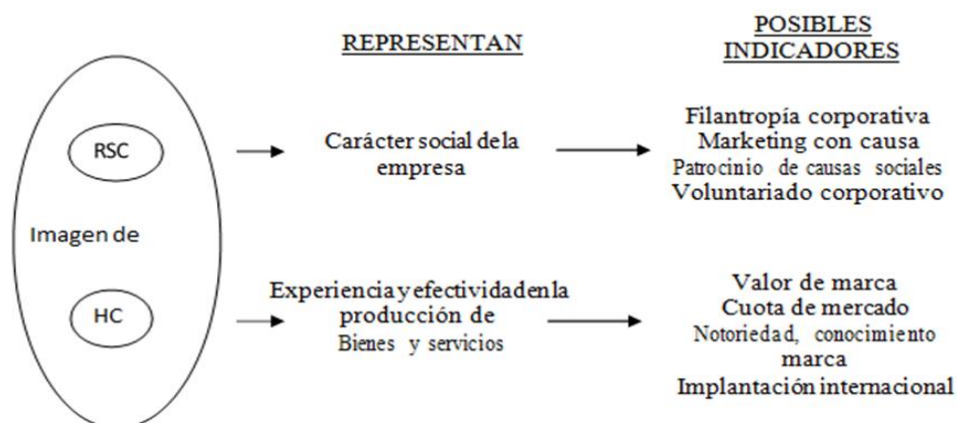 REPRESENTAN
POSIBLES
INDICADORES
RSC
Carácter social de la
empresa
Filantropía corporativa
Marketing con causa
Patrocinio de causas sociales
Voluntariado corporativo
Imagen de
HC
Experiencia y efectividad en la
producción de
Bienes y servicios
Valor de marca
Cuota de mercado
Notoriedad, conocimiento
marca
Implantación internacional